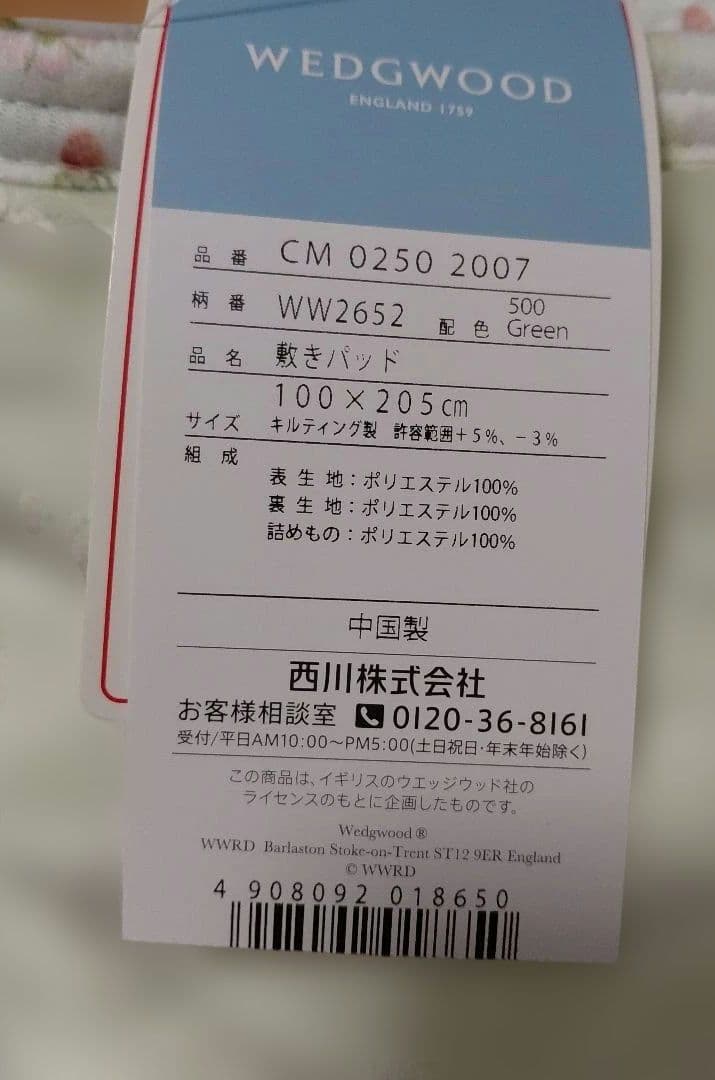 WEDGWOOD
ENGLAND 1759
品番 CM 0250 2007
柄番 WW2652 配色 500 Green
品名 敷きパッド
サイズ 100×205cm
キルティング製 許容範囲+5%、-3%
組成
表生地:ポリエステル100%
裏生地:ポリエステル100%
詰めもの:ポリエステル100%
中国製
西川株式会社
お客様相談室 0120-36-8161
受付/平日AM10:00~PM5:00(土日祝日・年末年始除く)
この商品は、イギリスのウエッジウッド社の
ライセンスのもとに企画したものです。
Wedgwood®
WWRD Barlaston Stoke-on-Trent ST12 9ER England
© WWRD
4 908092 018650